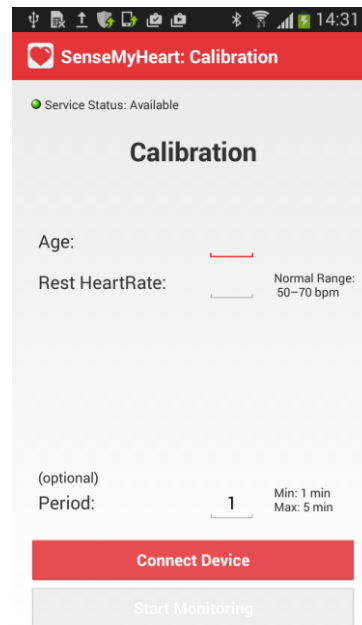 14:31
SenseMyHeart: Calibration
Service Status: Available
Calibration
Age:
Rest HeartRate:
Normal Range:
50–70 bpm
(optional)
Period:
1
Min: 1 min
Max: 5 min
Connect Device
Start Monitoring